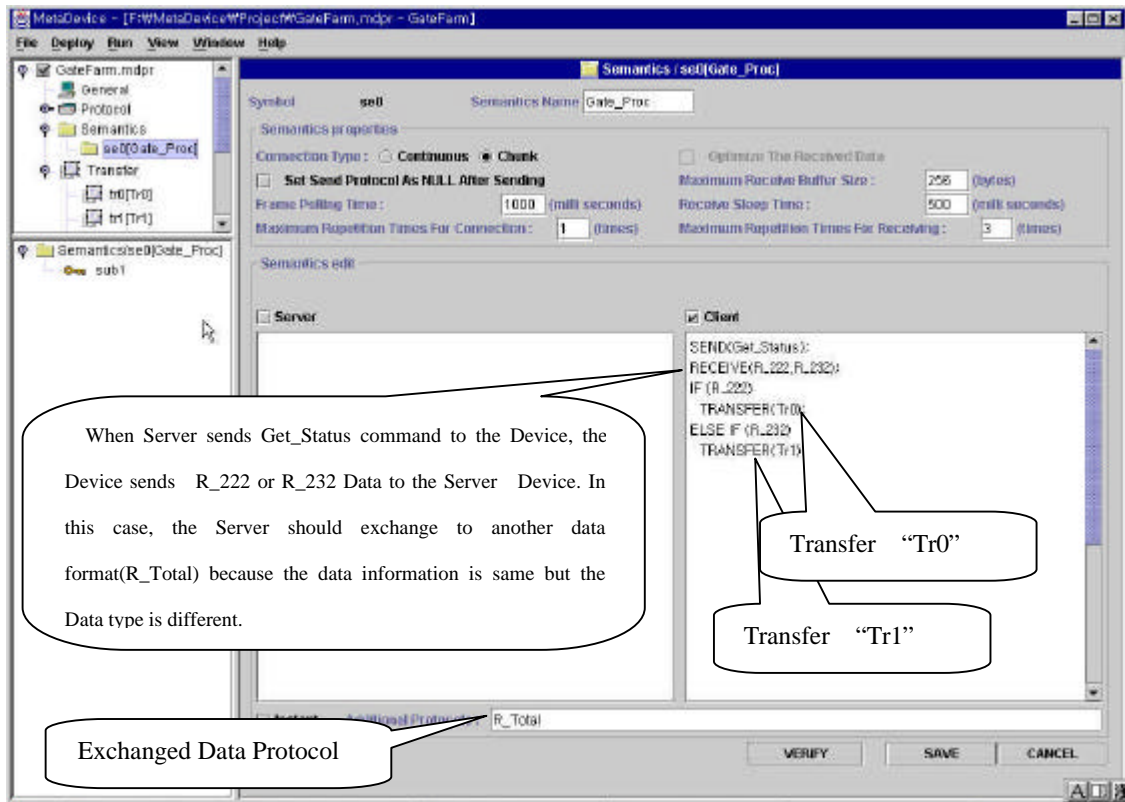 MetaDevice - [F:₩MetaDevice₩Project₩GateFarm,mdpr - GateFarm]
File Deploy Run View Window Help
GateFarm.mdpr
General
Protocol
Semantics
se0[Gate_Proc]
Transfer
tr0[Tr0]
tr1[Tr1]
Semantics/se0[Gate_Proc]
sub1
Semantics / se0[Gate_Proc]
Symbol se0 Semantics Name Gate_Proc
Semantics properties
Connection Type : Continuous Chunk
Optimize The Received Data
Set Send Protocol As NULL After Sending
Maximum Receive Buffer Size : 256 (bytes)
Frame Polling Time : 1000 (milli seconds)
Receive Sleep Time : 500 (milli seconds)
Maximum Repetition Times For Connection : 1 (times)
Maximum Repetition Times For Receiving : 3 (times)
Semantics edit
Server
Client
SEND(Get_Status);
RECEIVE(R_222,R_232);
IF (R_222)
TRANSFER(Tr0);
ELSE IF (R_232)
TRANSFER(Tr1)
When Server sends Get_Status command to the Device, the
Device sends R_222 or R_232 Data to the Server Device. In
this case, the Server should exchange to another data
format(R_Total) because the data information is same but the
Data type is different.
Transfer “Tr0”
Transfer “Tr1”
Additional Protocols : R_Total
Exchanged Data Protocol
VERIFY SAVE CANCEL
A